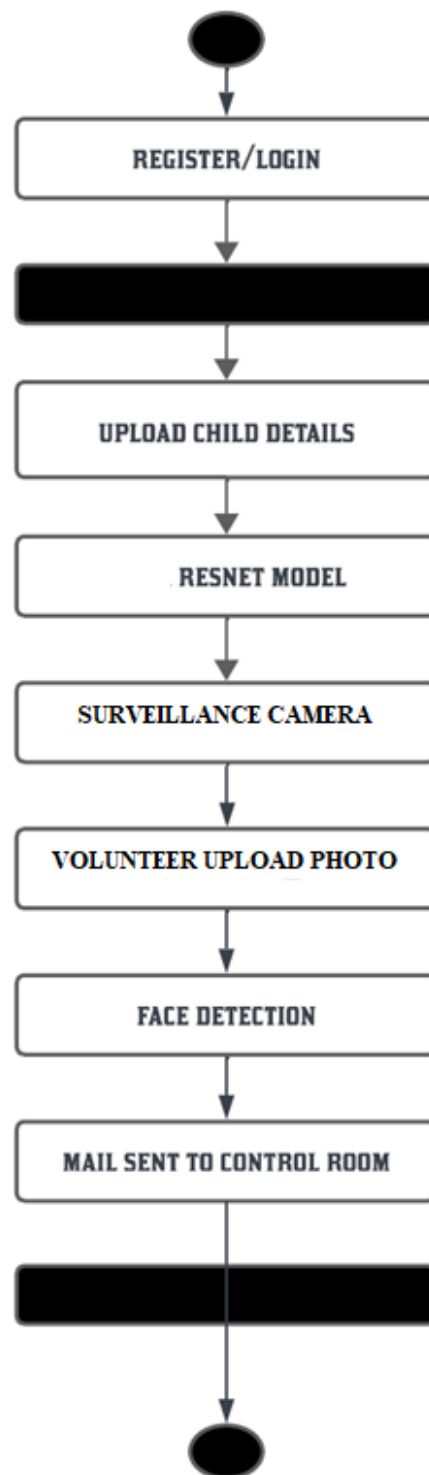 REGISTER/LOGIN
UPLOAD CHILD DETAILS
RESNET MODEL
SURVEILLANCE CAMERA
VOLUNTEER UPLOAD PHOTO
FACE DETECTION
MAIL SENT TO CONTROL ROOM